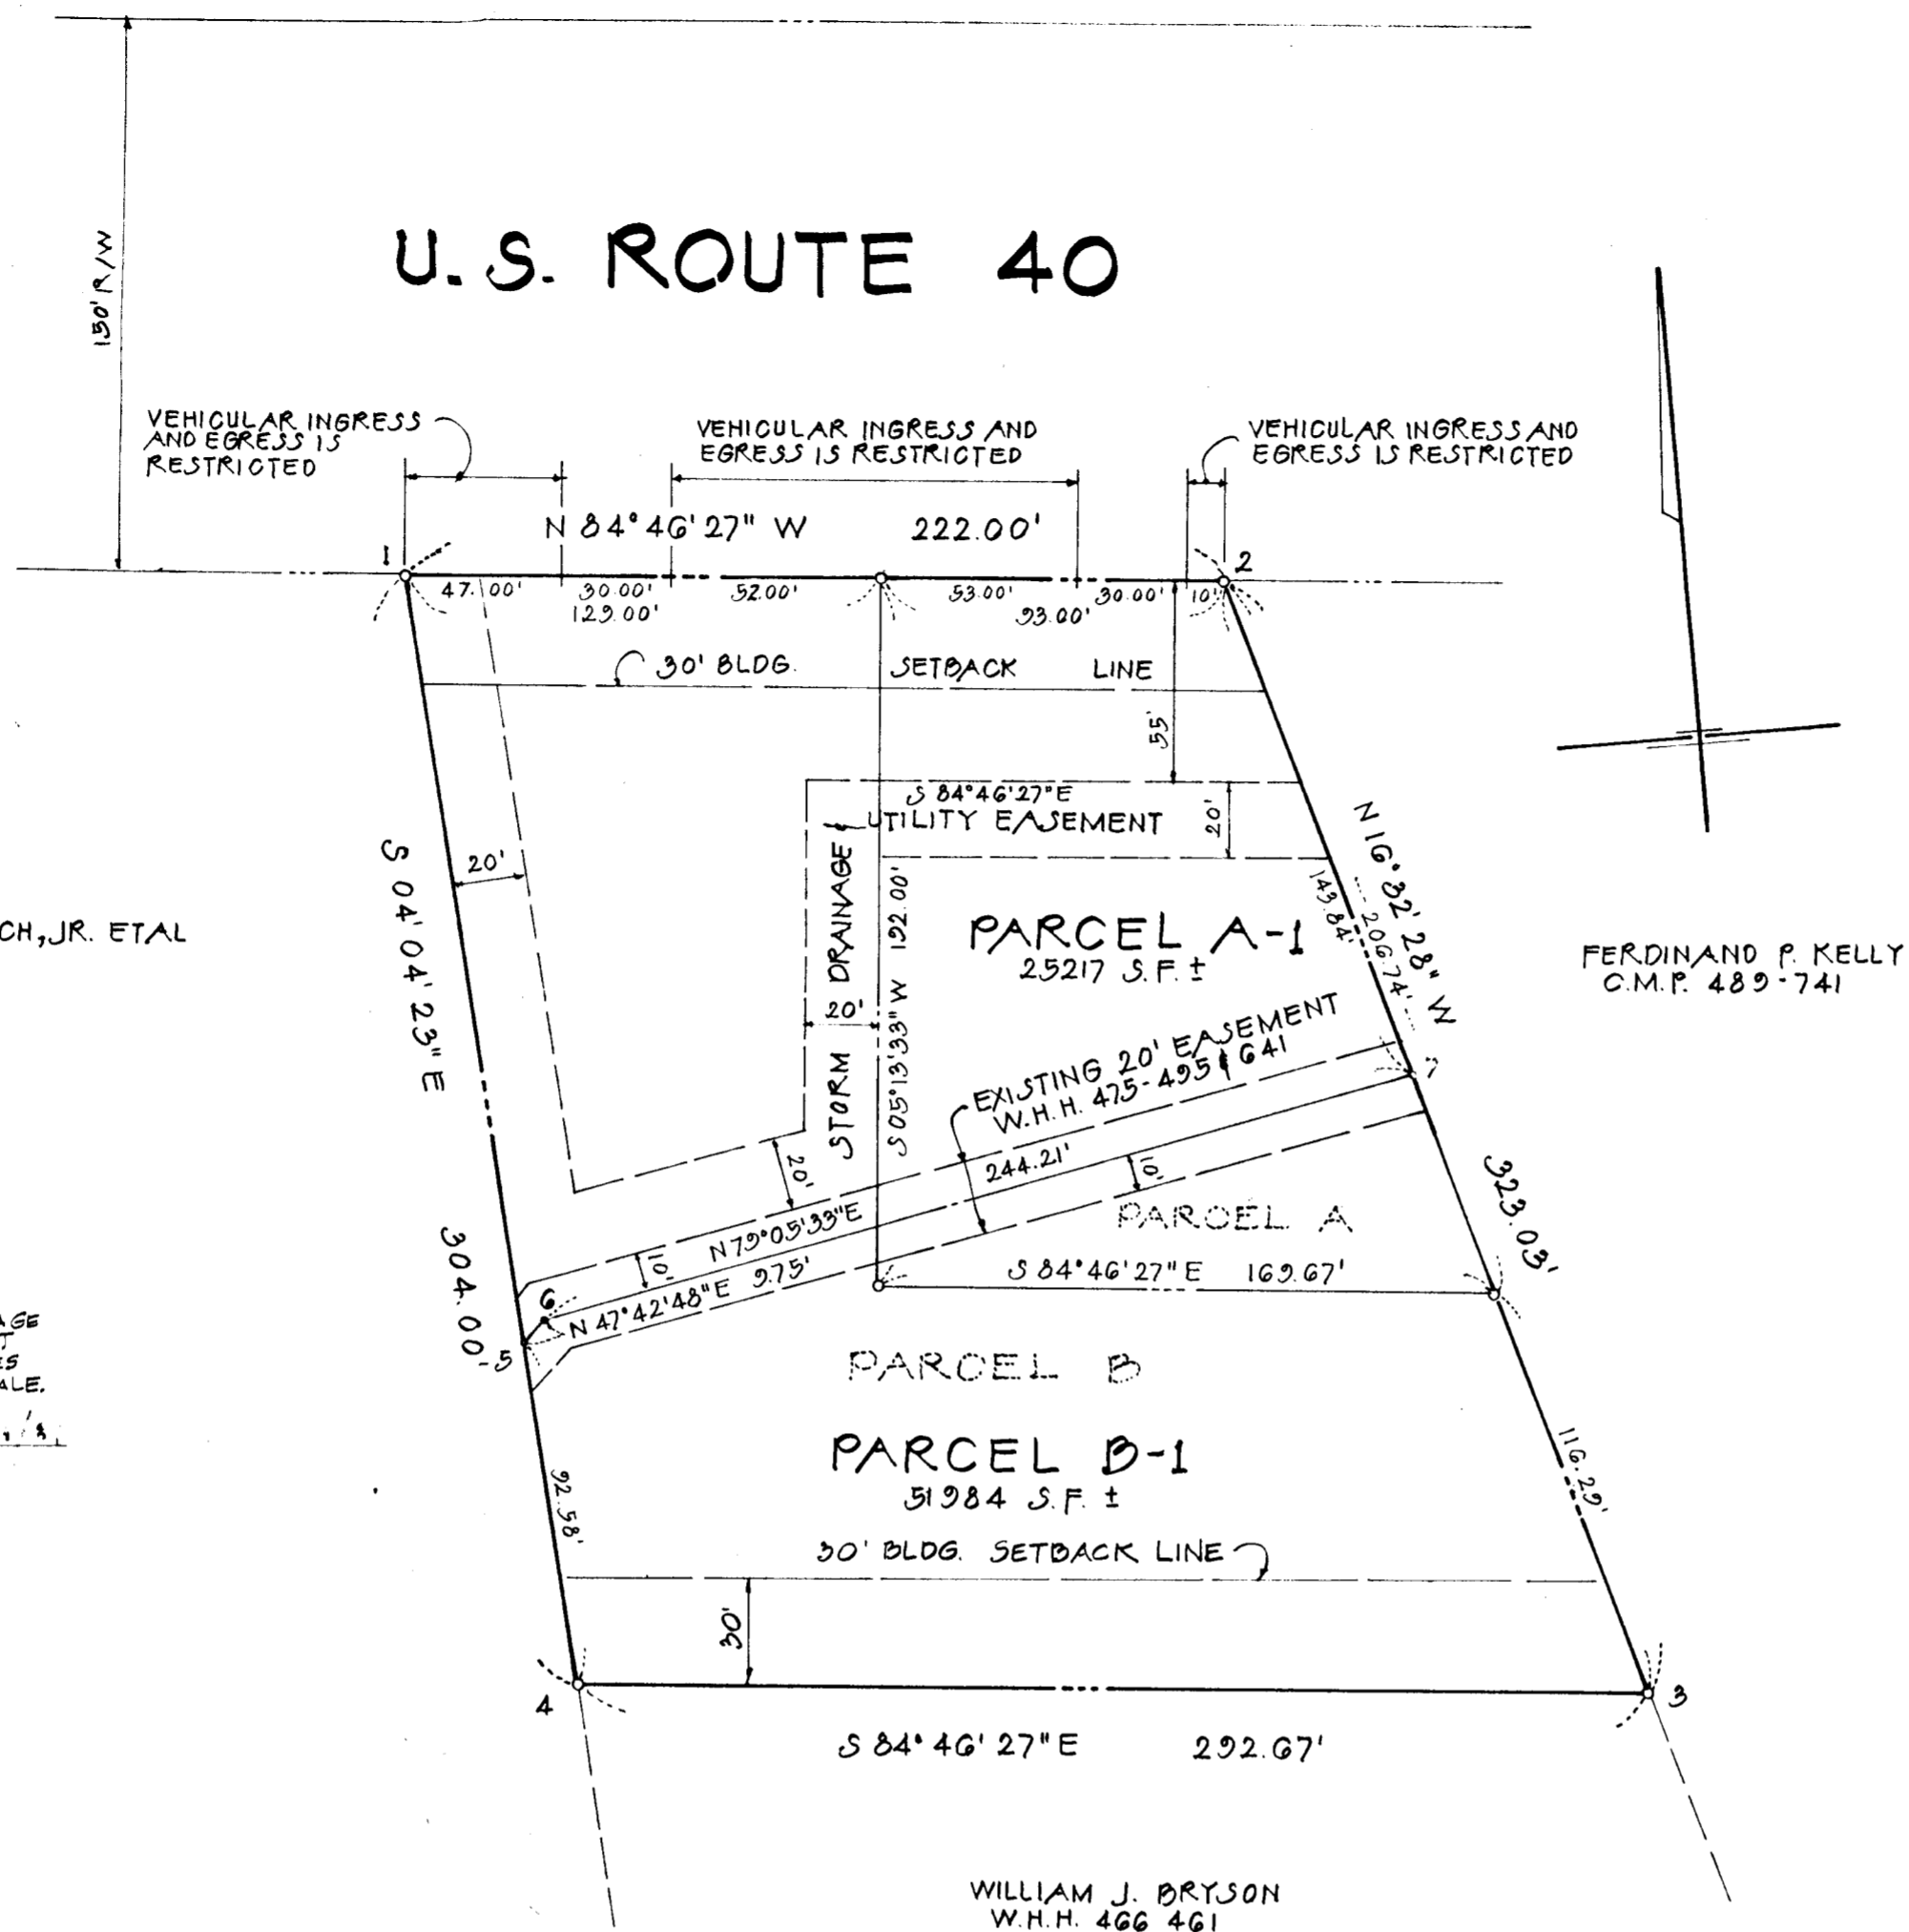 150' R/W
U.S. ROUTE 40
VEHICULAR INGRESS
AND EGRESS IS
RESTRICTED
VEHICULAR INGRESS AND
EGRESS IS RESTRICTED
VEHICULAR INGRESS AND
EGRESS IS RESTRICTED
N 84° 46' 27" W 222.00'
1
2
47.00' 30.00' 52.00' 53.00' 30.00' 10'
129.00' 93.00'
30' BLDG. SETBACK LINE
55'
S 84° 46' 27" E
UTILITY EASEMENT
20'
STORM DRAINAGE &
20'
S 05° 13' 33" W 192.00'
S 04' 04' 23" E
20'
304.00
CH, JR. ETAL
PARCEL A-1
25217 S.F. ±
N 16° 32' 28" W
143.84'
206.74'
323.03'
FERDINAND P. KELLY
C.M.P. 489-741
EXISTING 20' EASEMENT
W.H.H. 475-495 & 641
7
244.21'
10'
20'
N 79° 05' 33" E
10'
PARCEL A
N 47° 42' 48" E 9.75'
6
5
S 84° 46' 27" E 169.67'
AGE
ALE.
PARCEL B
PARCEL B-1
51984 S.F. ±
92.58'
116.29'
30' BLDG. SETBACK LINE
30'
4
3
S 84° 46' 27" E 292.67'
WILLIAM J. BRYSON
W.H.H. 466 461